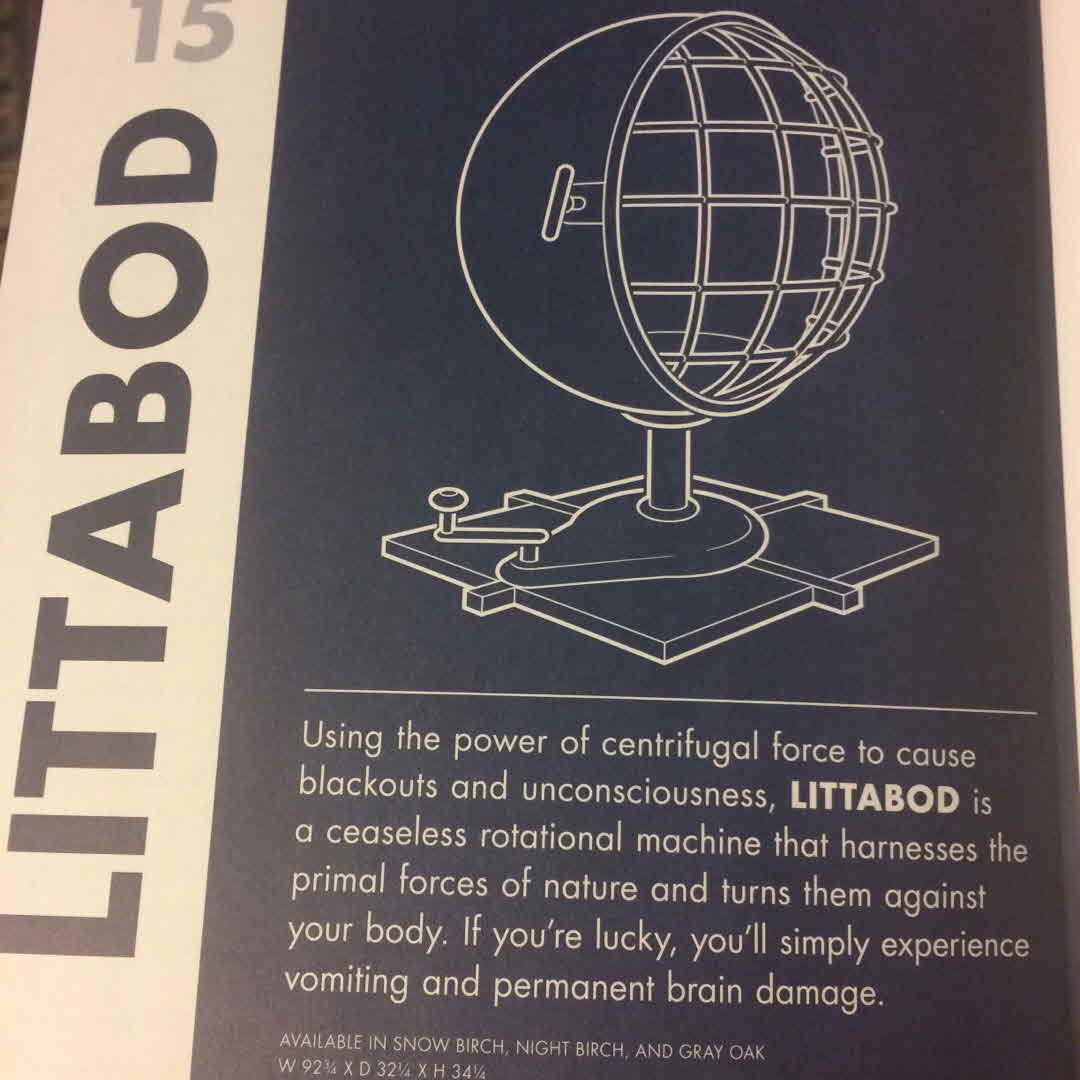 15
LITTABOD
Using the power of centrifugal force to cause
blackouts and unconsciousness, LITTABOD is
a ceaseless rotational machine that harnesses the
primal forces of nature and turns them against
your body. If you're lucky, you'll simply experience
vomiting and permanent brain damage.
AVAILABLE IN SNOW BIRCH, NIGHT BIRCH, AND GRAY OAK
W 92¾ X D 32¼ X H 34¼